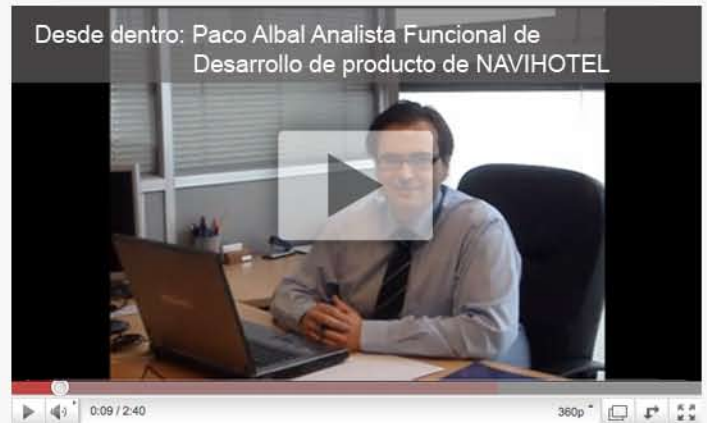 Desde dentro: Paco Albal Analista Funcional de
Desarrollo de producto de NAVIHOTEL
0:09 / 2:40
360p